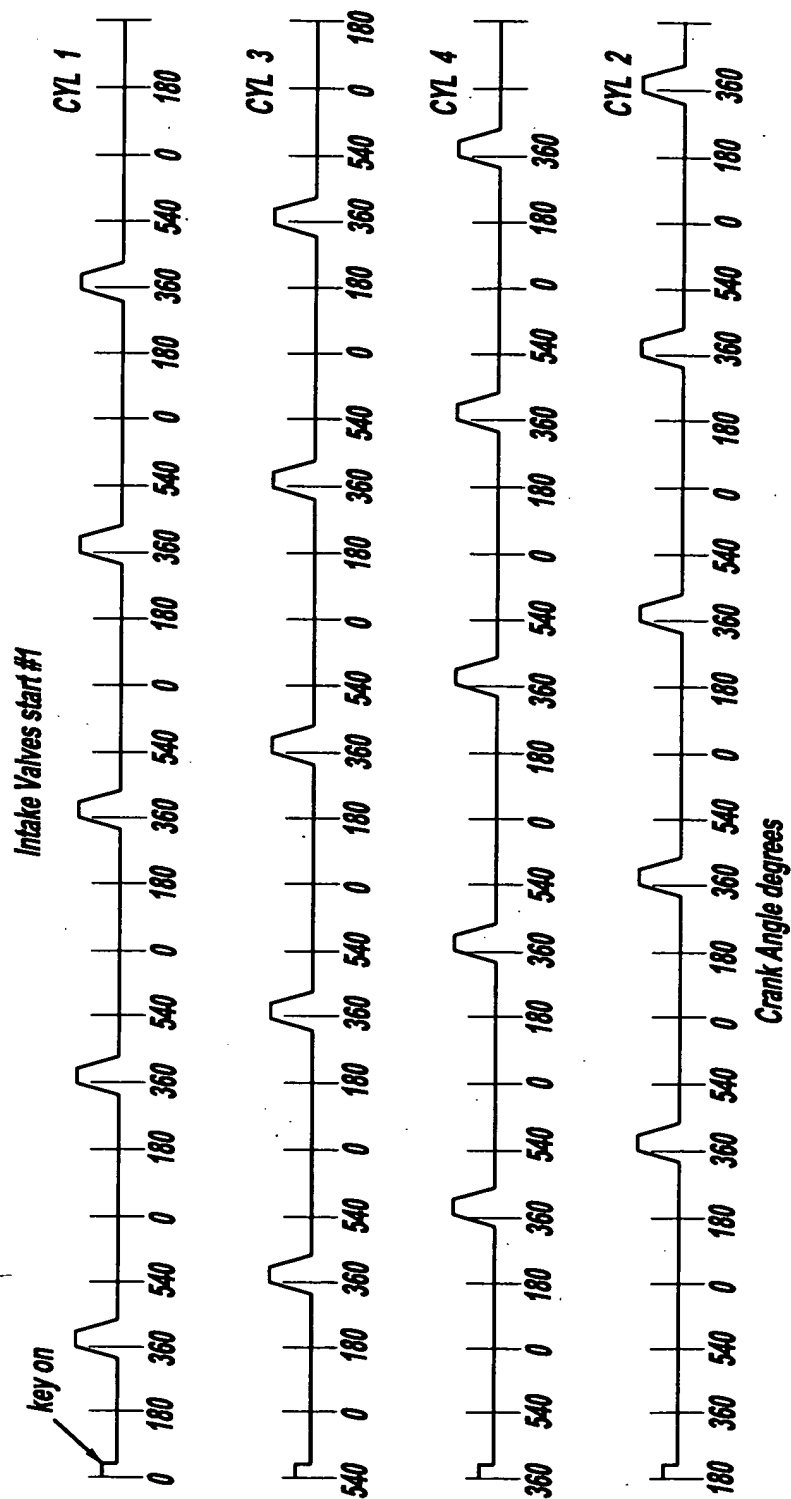 Intake Valves start #1
key on
CYL 1
0 180 360 540 0 180 360 540 0 180 360 540 0 180 360 540 0 180 360 540 0 180
CYL 3
540 0 180 360 540 0 180 360 540 0 180 360 540 0 180 360 540 0 180 360 540 0 180
CYL 4
360 540 0 180 360 540 0 180 360 540 0 180 360 540 0 180 360 540 0 180 360
CYL 2
180 360 540 0 180 360 540 0 180 360 540 0 180 360 540 0 180 360 540 0 180 360
Crank Angle degrees